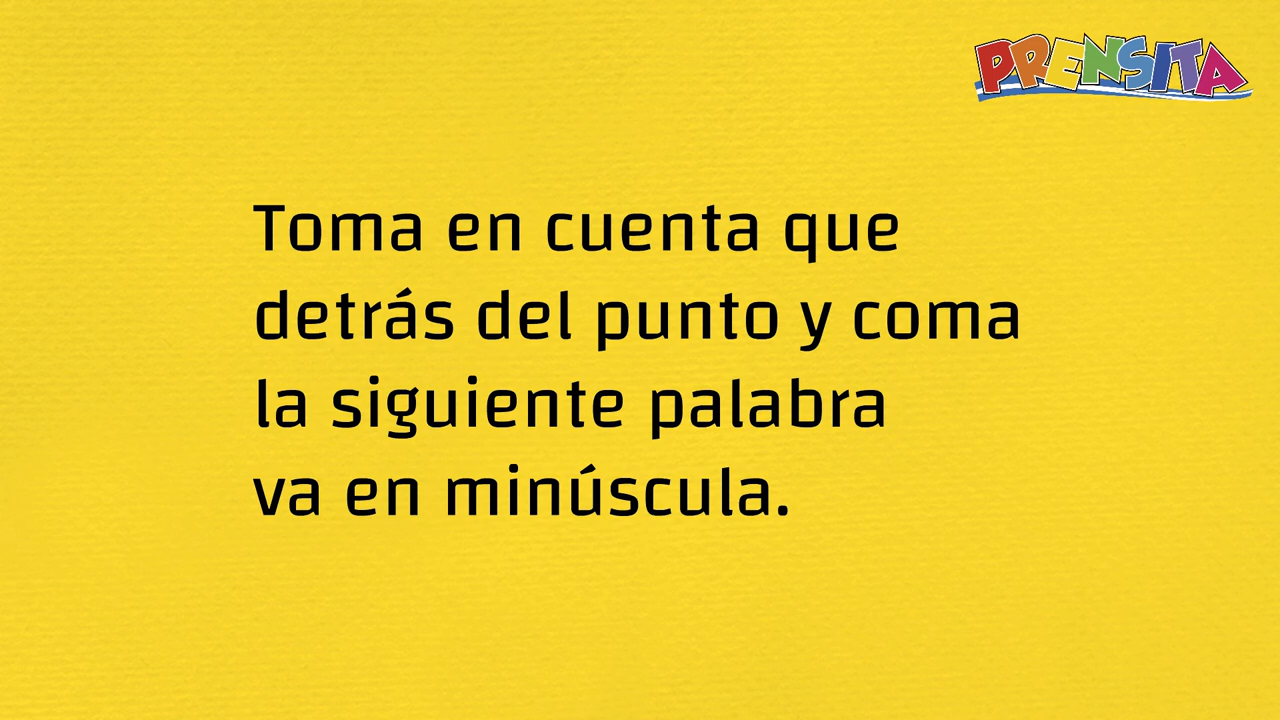 PRENSITA
Toma en cuenta que
detrás del punto y coma
la siguiente palabra
va en minúscula.